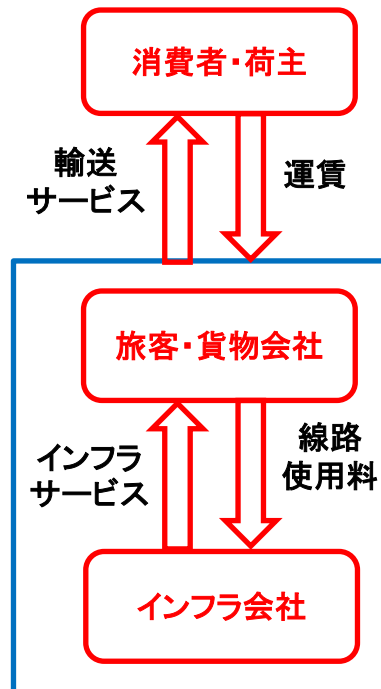 消費者・荷主
輸送
サービス
運賃
旅客・貨物会社
インフラ
サービス
線路
使用料
インフラ会社